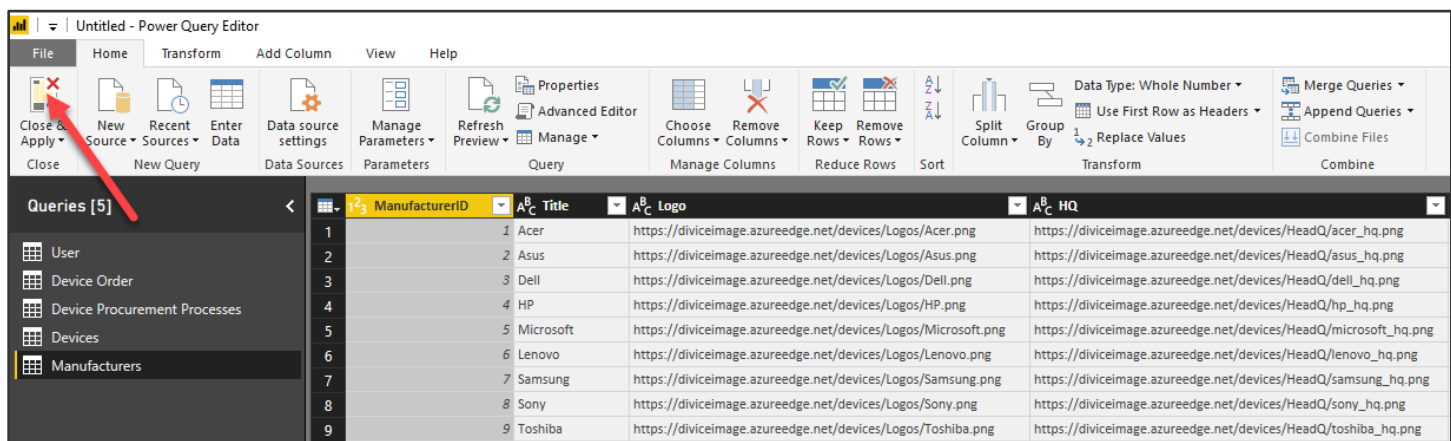 Untitled - Power Query Editor
File Home Transform Add Column View Help
Close & Apply
New Source
Recent Sources
Enter Data
Data source settings
Manage Parameters
Refresh Preview
Properties
Advanced Editor
Manage
Choose Columns
Remove Columns
Keep Rows
Remove Rows
A Z
Z A
Split Column
Group By
Data Type: Whole Number
Use First Row as Headers
1 2 Replace Values
Merge Queries
Append Queries
Combine Files
Close New Query Data Sources Parameters Query Manage Columns Reduce Rows Sort Transform Combine
Queries [5]
User
Device Order
Device Procurement Processes
Devices
Manufacturers
123 ManufacturerID ABC Title ABC Logo ABC HQ
1 1 Acer https://diviceimage.azureedge.net/devices/Logos/Acer.png https://diviceimage.azureedge.net/devices/HeadQ/acer_hq.png
2 2 Asus https://diviceimage.azureedge.net/devices/Logos/Asus.png https://diviceimage.azureedge.net/devices/HeadQ/asus_hq.png
3 3 Dell https://diviceimage.azureedge.net/devices/Logos/Dell.png https://diviceimage.azureedge.net/devices/HeadQ/dell_hq.png
4 4 HP https://diviceimage.azureedge.net/devices/Logos/HP.png https://diviceimage.azureedge.net/devices/HeadQ/hp_hq.png
5 5 Microsoft https://diviceimage.azureedge.net/devices/Logos/Microsoft.png https://diviceimage.azureedge.net/devices/HeadQ/microsoft_hq.png
6 6 Lenovo https://diviceimage.azureedge.net/devices/Logos/Lenovo.png https://diviceimage.azureedge.net/devices/HeadQ/lenovo_hq.png
7 7 Samsung https://diviceimage.azureedge.net/devices/Logos/Samsung.png https://diviceimage.azureedge.net/devices/HeadQ/samsung_hq.png
8 8 Sony https://diviceimage.azureedge.net/devices/Logos/Sony.png https://diviceimage.azureedge.net/devices/HeadQ/sony_hq.png
9 9 Toshiba https://diviceimage.azureedge.net/devices/Logos/Toshiba.png https://diviceimage.azureedge.net/devices/HeadQ/toshiba_hq.png